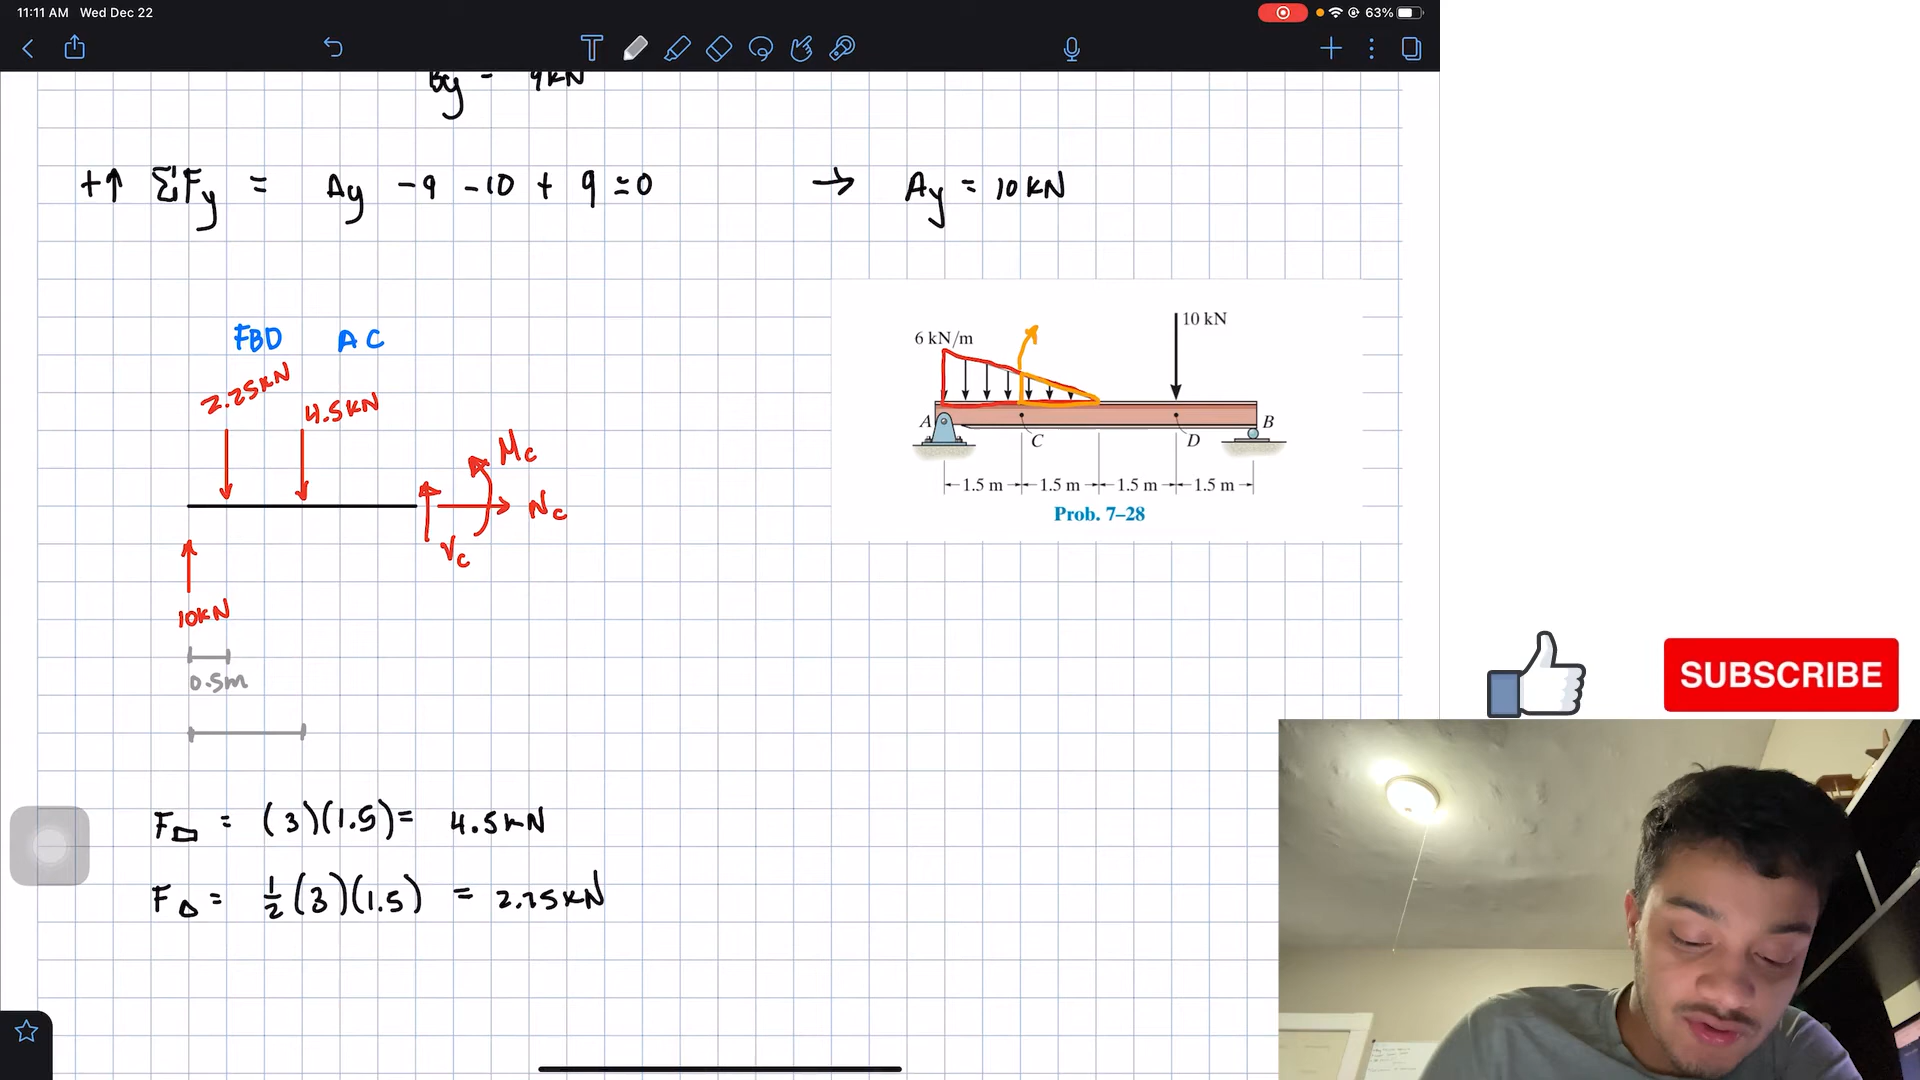 11:11 AM Wed Dec 22
63%
By = 9kN
+↑ ΣFy = Ay -9 -10 + 9 = 0 → Ay = 10 kN
FBD AC
2.25kN
4.5kN
Mc
Nc
Vc
10kN
0.5m
6 kN/m
10 kN
A
C
D
B
1.5 m 1.5 m 1.5 m 1.5 m
Prob. 7–28
F▭ = (3)(1.5) = 4.5kN
F△ = 1/2 (3)(1.5) = 2.25kN
SUBSCRIBE